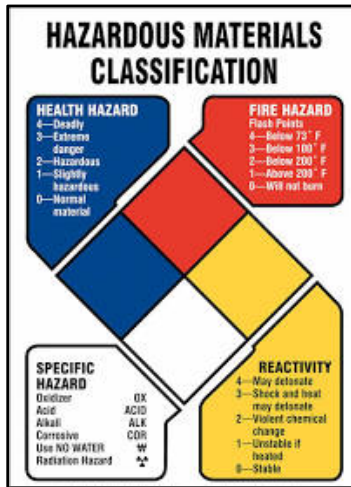 HAZARDOUS MATERIALS
CLASSIFICATION
HEALTH HAZARD
4—Deadly
3—Extreme
danger
2—Hazardous
1—Slightly
hazardous
0—Normal
material
FIRE HAZARD
Flash Points
4—Below 73° F
3—Below 100° F
2—Below 200° F
1—Above 200° F
0—Will not burn
SPECIFIC
HAZARD
Oxidizer OX
Acid ACID
Alkali ALK
Corrosive COR
Use NO WATER W
Radiation Hazard
REACTIVITY
4—May detonate
3—Shock and heat
may detonate
2—Violent chemical
change
1—Unstable if
heated
0—Stable